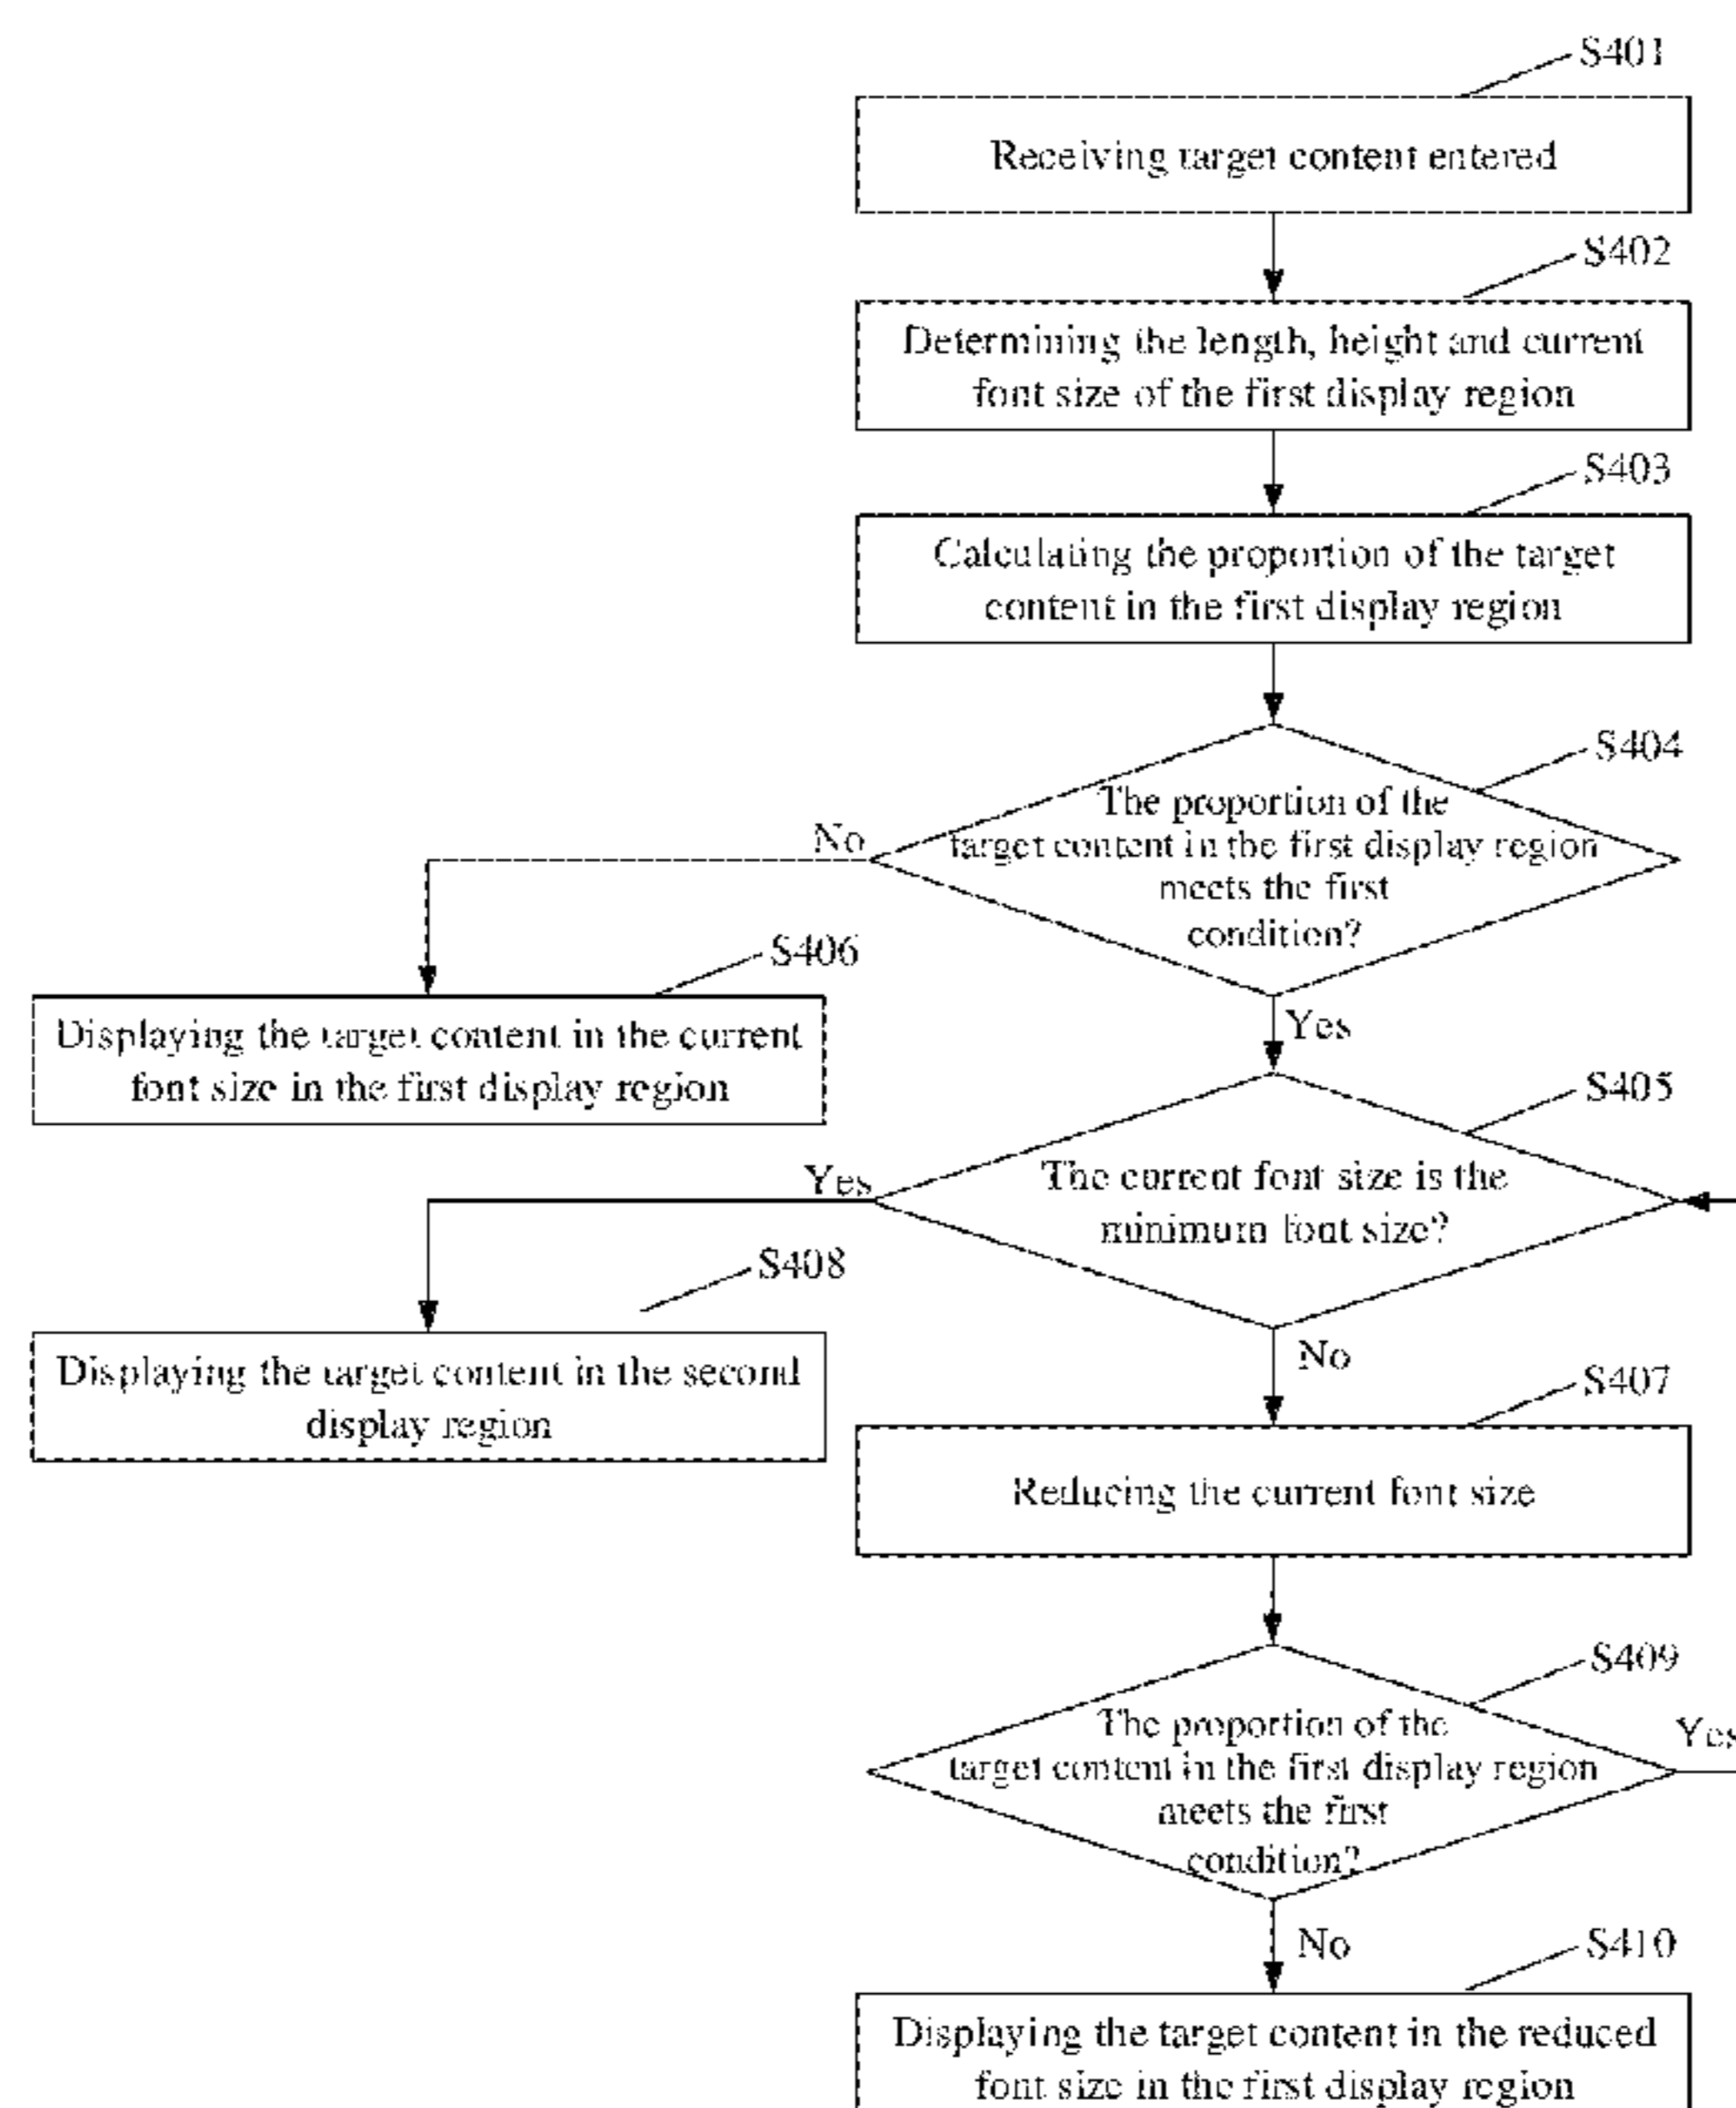 S401
Receiving target content entered
S402
Determining the length, height and current
font size of the first display region
S403
Calculating the proportion of the target
content in the first display region
S404
The proportion of the
target content in the first display region
meets the first
condition?
No
S406
Displaying the target content in the current
font size in the first display region
Yes
S405
The current font size is the
minimum font size?
Yes
S408
Displaying the target content in the second
display region
No
S407
Reducing the current font size
S409
The proportion of the
target content in the first display region
meets the first
condition?
Yes
No
S410
Displaying the target content in the reduced
font size in the first display region